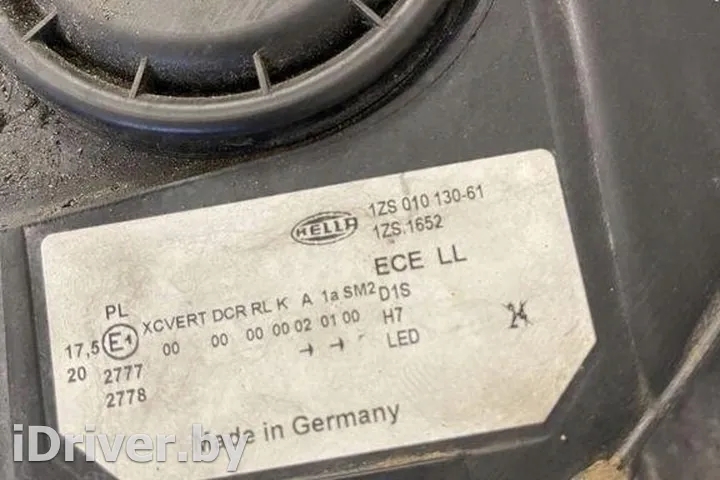 HELLA
1ZS 010 130-61
1ZS.1652
ECE LL
PL
XCVERT DCR RL K A 1a SM2 D1S
17,5 E1 00 00 00 00 02 01 00 H7
→ → LED
20 2777
2778
24
made in Germany
iDriver.by